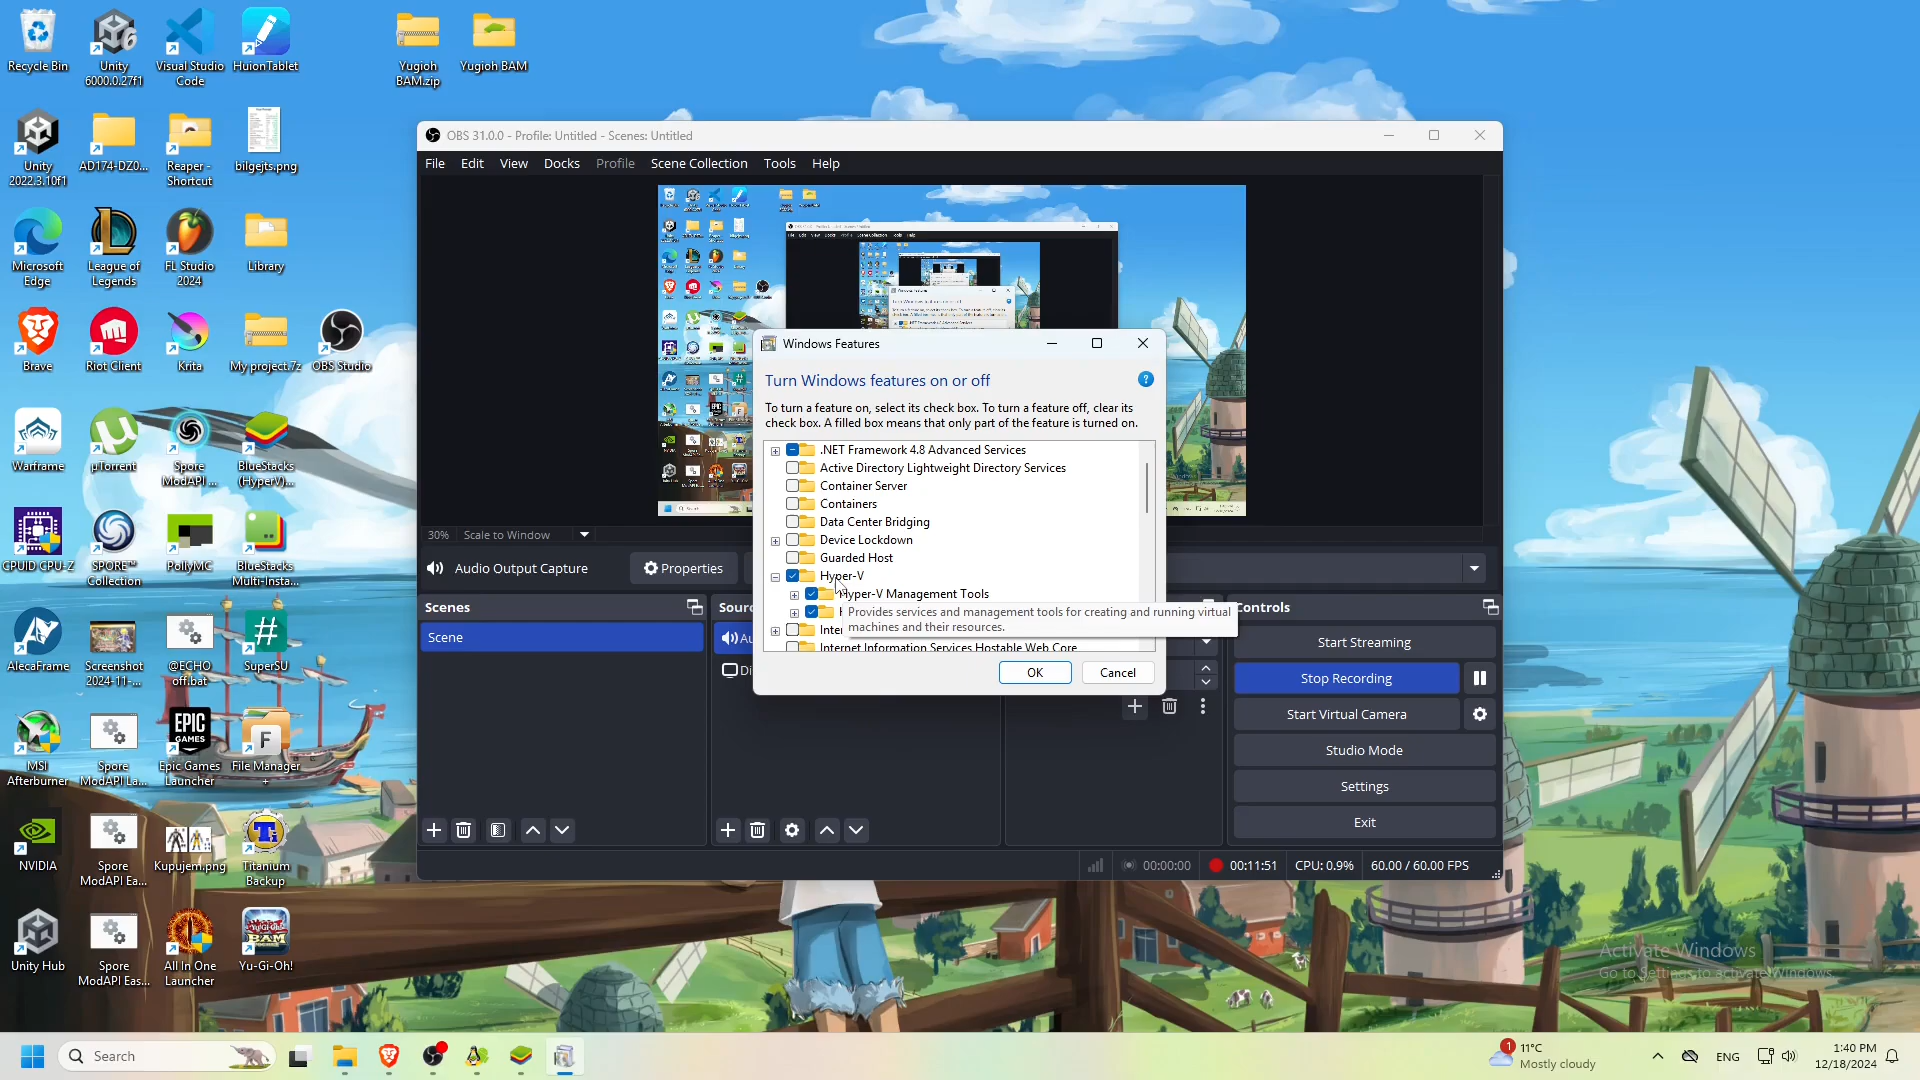 Recycle Bin
Unity
6000.0.27f1
Visual Studio
Code
HuionTablet
Yugioh
BAM.zip
Yugioh BAM
Unity
2022.3.10f1
AD174-DZ0...
Reaper -
Shortcut
bilgejts.png
Microsoft
Edge
League of
Legends
FL Studio
2024
Library
Brave
Riot Client
Krita
My project.7z
OBS Studio
Warframe
µTorrent
Spore
ModAPI ...
BlueStacks
(HyperV)...
CPUID CPU-Z
SPORE™
Collection
PollyMC
BlueStacks
Multi-Insta...
AlecaFrame
Screenshot
2024-11-...
@ECHO
off.bat
SuperSU
MSI
Afterburner
Spore
ModAPI La...
Epic Games
Launcher
File Manager
+
NVIDIA
Spore
ModAPI Ea...
Kupujem.png
Titanium
Backup
Unity Hub
Spore
ModAPI Eas...
All In One
Launcher
Yu-Gi-Oh!
OBS 31.0.0 - Profile: Untitled - Scenes: Untitled
File Edit View Docks Profile Scene Collection Tools Help
30% Scale to Window
Audio Output Capture
Properties
Scenes
Scene
Sour
Au
Di
Controls
Start Streaming
Stop Recording
Start Virtual Camera
Studio Mode
Settings
Exit
00:00:00 00:11:51 CPU: 0.9% 60.00 / 60.00 FPS
Windows Features
Turn Windows features on or off
To turn a feature on, select its check box. To turn a feature off, clear its
check box. A filled box means that only part of the feature is turned on.
.NET Framework 4.8 Advanced Services
Active Directory Lightweight Directory Services
Container Server
Containers
Data Center Bridging
Device Lockdown
Guarded Host
Hyper-V
Hyper-V Management Tools
Inter
Internet Information Services Hostable Web Core
Provides services and management tools for creating and running virtual
machines and their resources.
OK Cancel
Activate Windows
Go to Settings to activate Windows.
Search
1
11°C
Mostly cloudy
ENG
1:40 PM
12/18/2024